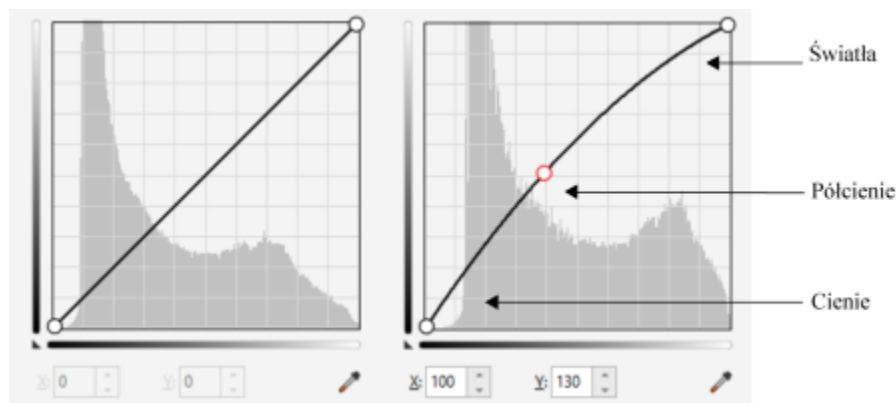 Światła
Półcienie
Cienie
X: 0 Y: 0
X: 100 Y: 130